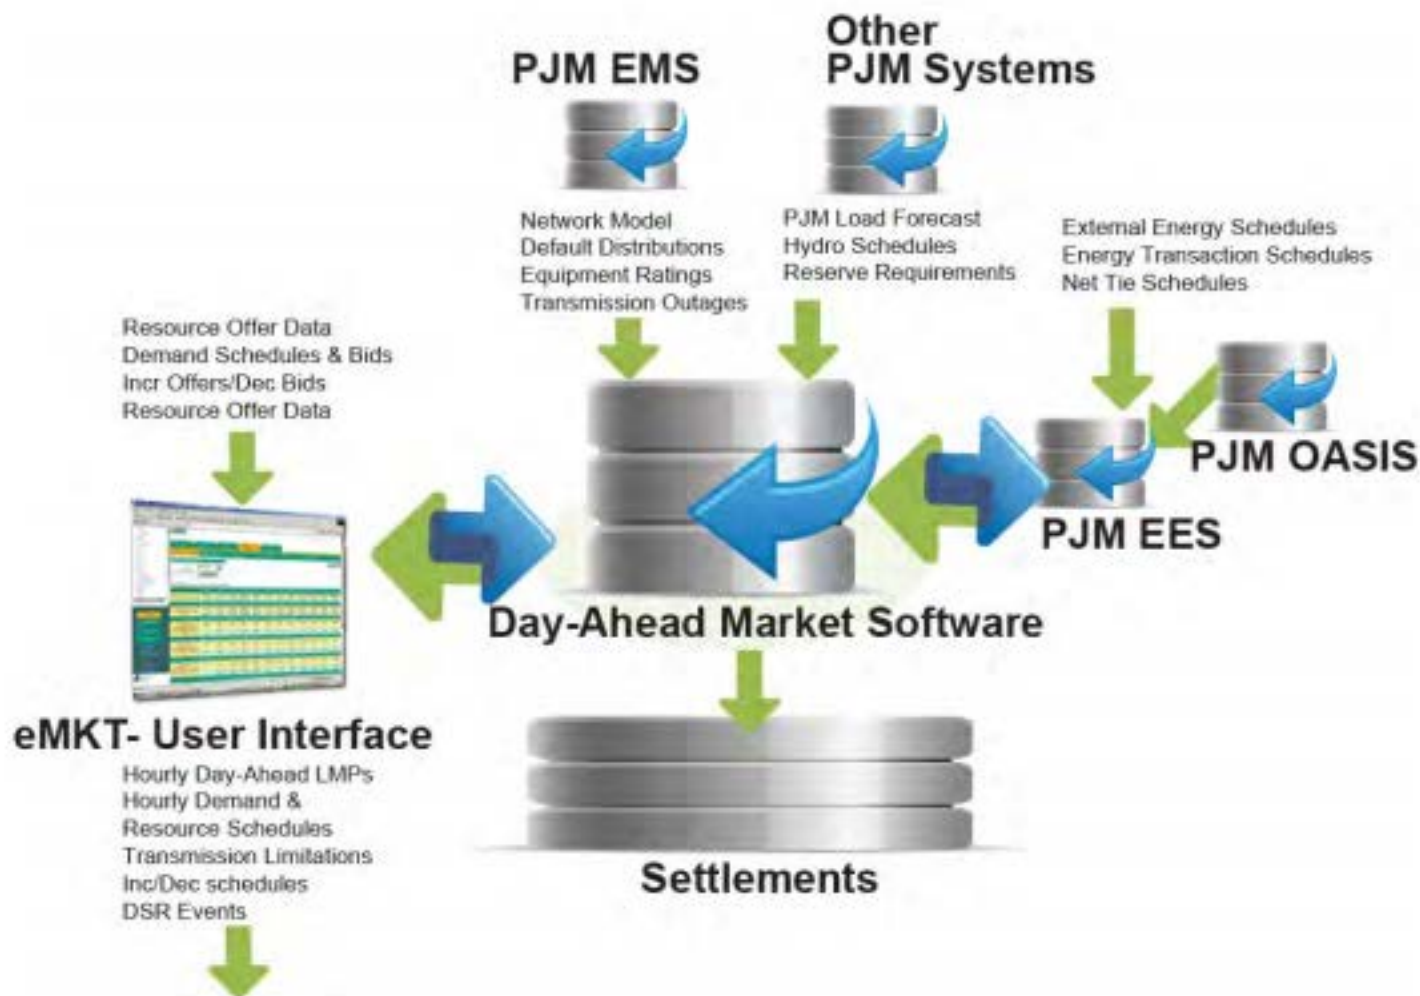 PJM EMS
Other
PJM Systems
Network Model
Default Distributions
Equipment Ratings
Transmission Outages
PJM Load Forecast
Hydro Schedules
Reserve Requirements
External Energy Schedules
Energy Transaction Schedules
Net Tie Schedules
Resource Offer Data
Demand Schedules & Bids
Incr Offers/Dec Bids
Resource Offer Data
PJM OASIS
PJM EES
Day-Ahead Market Software
eMKT- User Interface
Hourly Day-Ahead LMPs
Hourly Demand &
Resource Schedules
Transmission Limitations
Inc/Dec schedules
DSR Events
Settlements